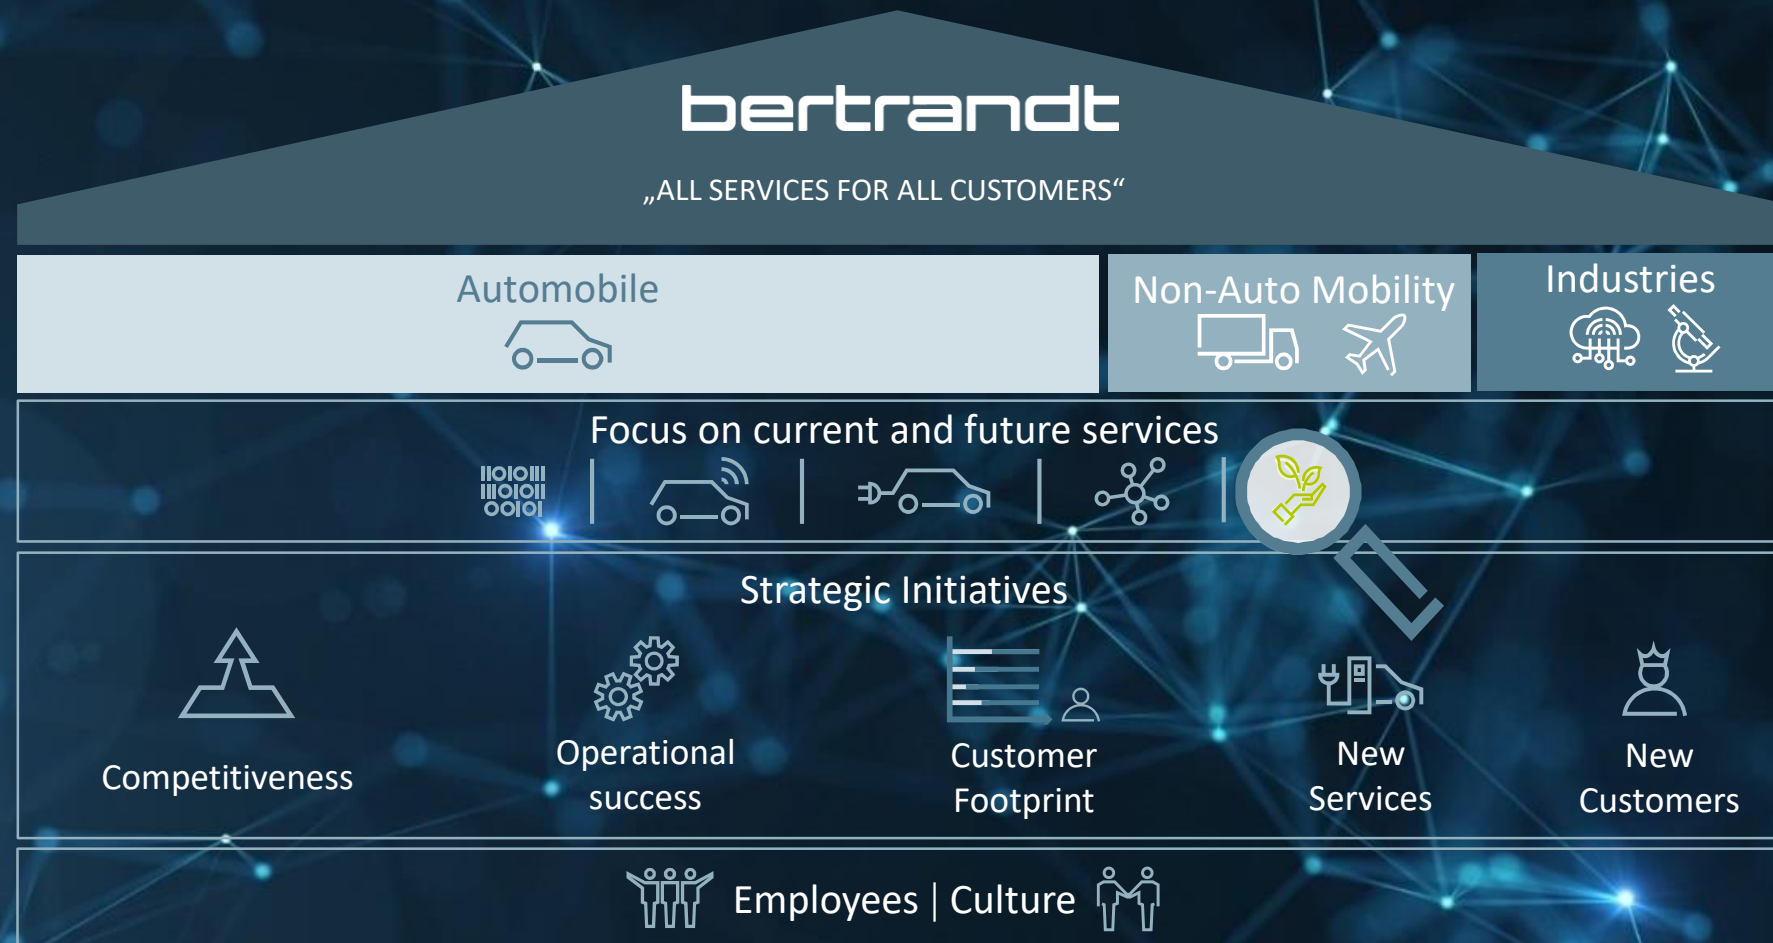 bertrandt
„ALL SERVICES FOR ALL CUSTOMERS“
Automobile
Non-Auto Mobility
Industries
Focus on current and future services
Strategic Initiatives
Competitiveness
Operational
success
Customer
Footprint
New
Services
New
Customers
Employees | Culture